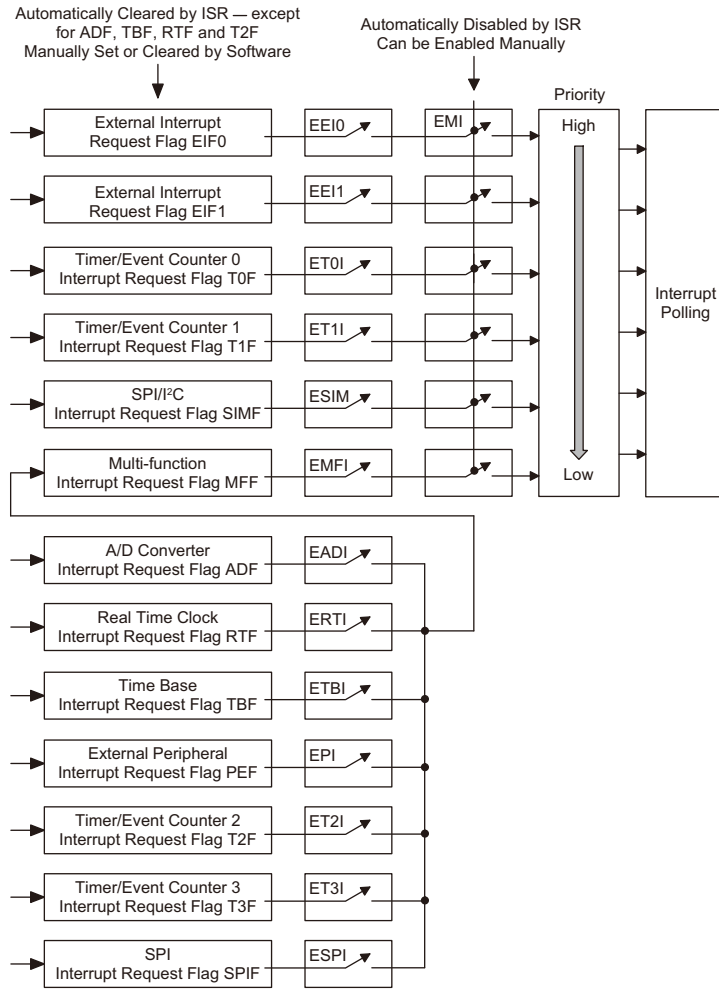 Automatically Cleared by ISR — except
for ADF, TBF, RTF and T2F
Manually Set or Cleared by Software
Automatically Disabled by ISR
Can be Enabled Manually
Priority
External Interrupt
Request Flag EIF0
EEI0
EMI
High
External Interrupt
Request Flag EIF1
EEI1
Timer/Event Counter 0
Interrupt Request Flag T0F
ET0I
Interrupt
Polling
Timer/Event Counter 1
Interrupt Request Flag T1F
ET1I
SPI/I²C
Interrupt Request Flag SIMF
ESIM
Multi-function
Interrupt Request Flag MFF
EMFI
Low
A/D Converter
Interrupt Request Flag ADF
EADI
Real Time Clock
Interrupt Request Flag RTF
ERTI
Time Base
Interrupt Request Flag TBF
ETBI
External Peripheral
Interrupt Request Flag PEF
EPI
Timer/Event Counter 2
Interrupt Request Flag T2F
ET2I
Timer/Event Counter 3
Interrupt Request Flag T3F
ET3I
SPI
Interrupt Request Flag SPIF
ESPI